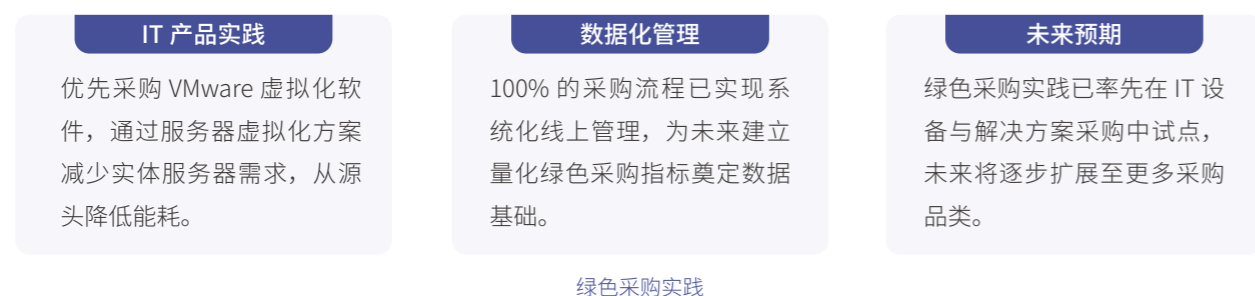 IT 产品实践
优先采购 VMware 虚拟化软
件，通过服务器虚拟化方案
减少实体服务器需求，从源
头降低能耗。
数据化管理
100% 的采购流程已实现系
统化线上管理，为未来建立
量化绿色采购指标奠定数据
基础。
未来预期
绿色采购实践已率先在 IT 设
备与解决方案采购中试点，
未来将逐步扩展至更多采购
品类。
绿色采购实践